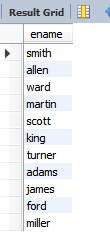 Result Grid
ename
smith
allen
ward
martin
scott
king
turner
adams
james
ford
miller